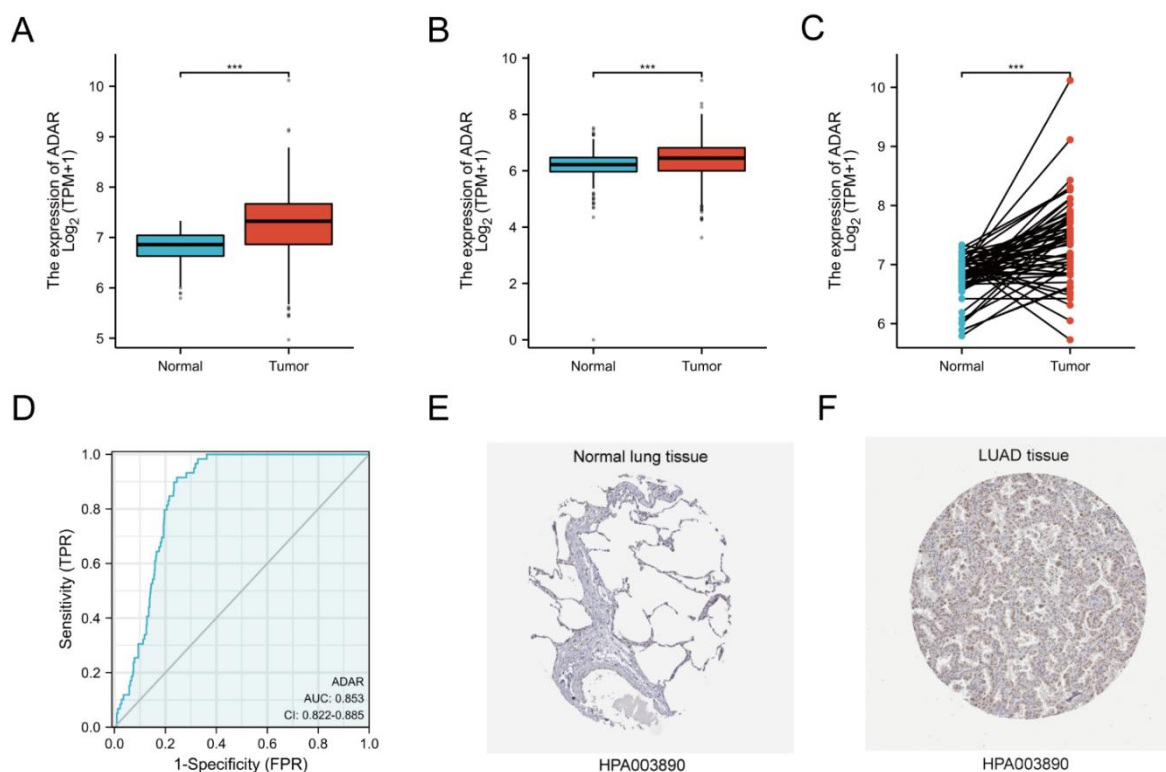 A
The expression of ADAR
Log₂ (TPM+1)
10
9
8
7
6
5
***
Normal
Tumor
B
The expression of ADAR
Log₂ (TPM+1)
10
8
6
4
2
0
***
Normal
Tumor
C
The expression of ADAR
Log₂ (TPM+1)
10
9
8
7
6
***
Normal
Tumor
D
Sensitivity (TPR)
1.0
0.8
0.6
0.4
0.2
0.0
ADAR
AUC: 0.853
CI: 0.822-0.885
0.0 0.2 0.4 0.6 0.8 1.0
1-Specificity (FPR)
E
Normal lung tissue
HPA003890
F
LUAD tissue
HPA003890